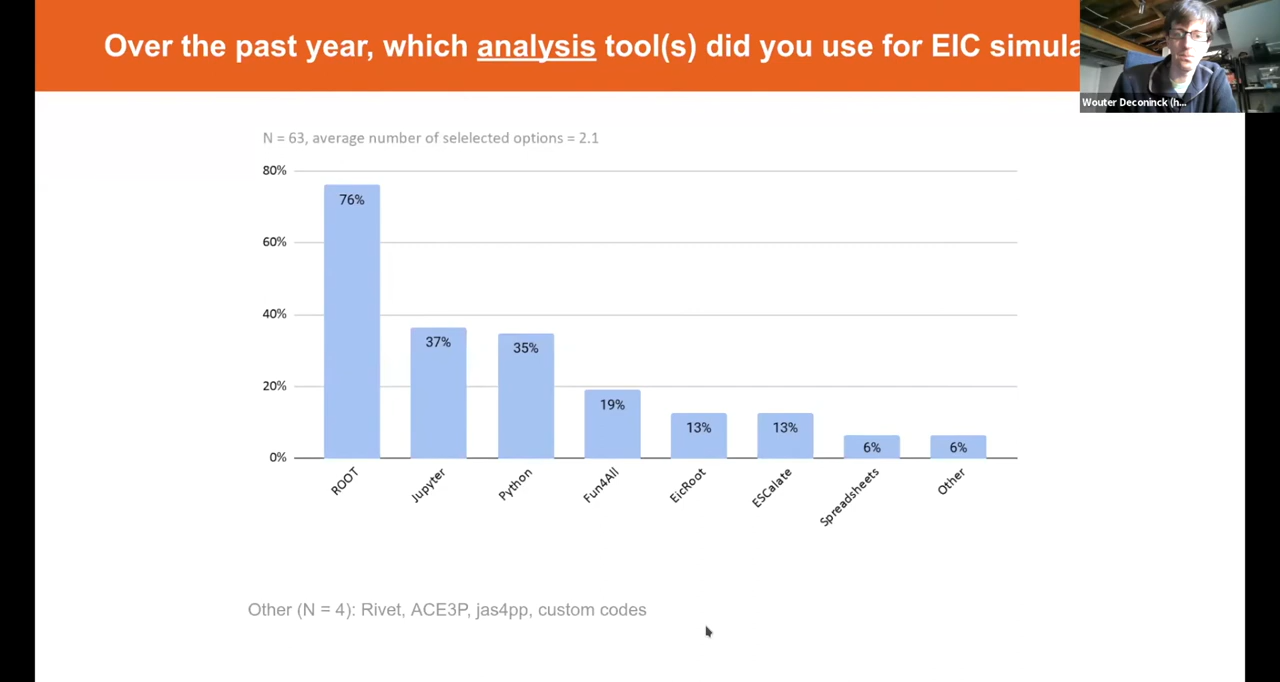 Over the past year, which analysis tool(s) did you use for EIC simula
Wouter Deconinck (h...
N = 63, average number of selelected options = 2.1
80%
60%
40%
20%
0%
76%
37%
35%
19%
13%
13%
6%
6%
ROOT
Jupyter
Python
Fun4All
EicRoot
ESCalate
Spreadsheets
Other
Other (N = 4): Rivet, ACE3P, jas4pp, custom codes